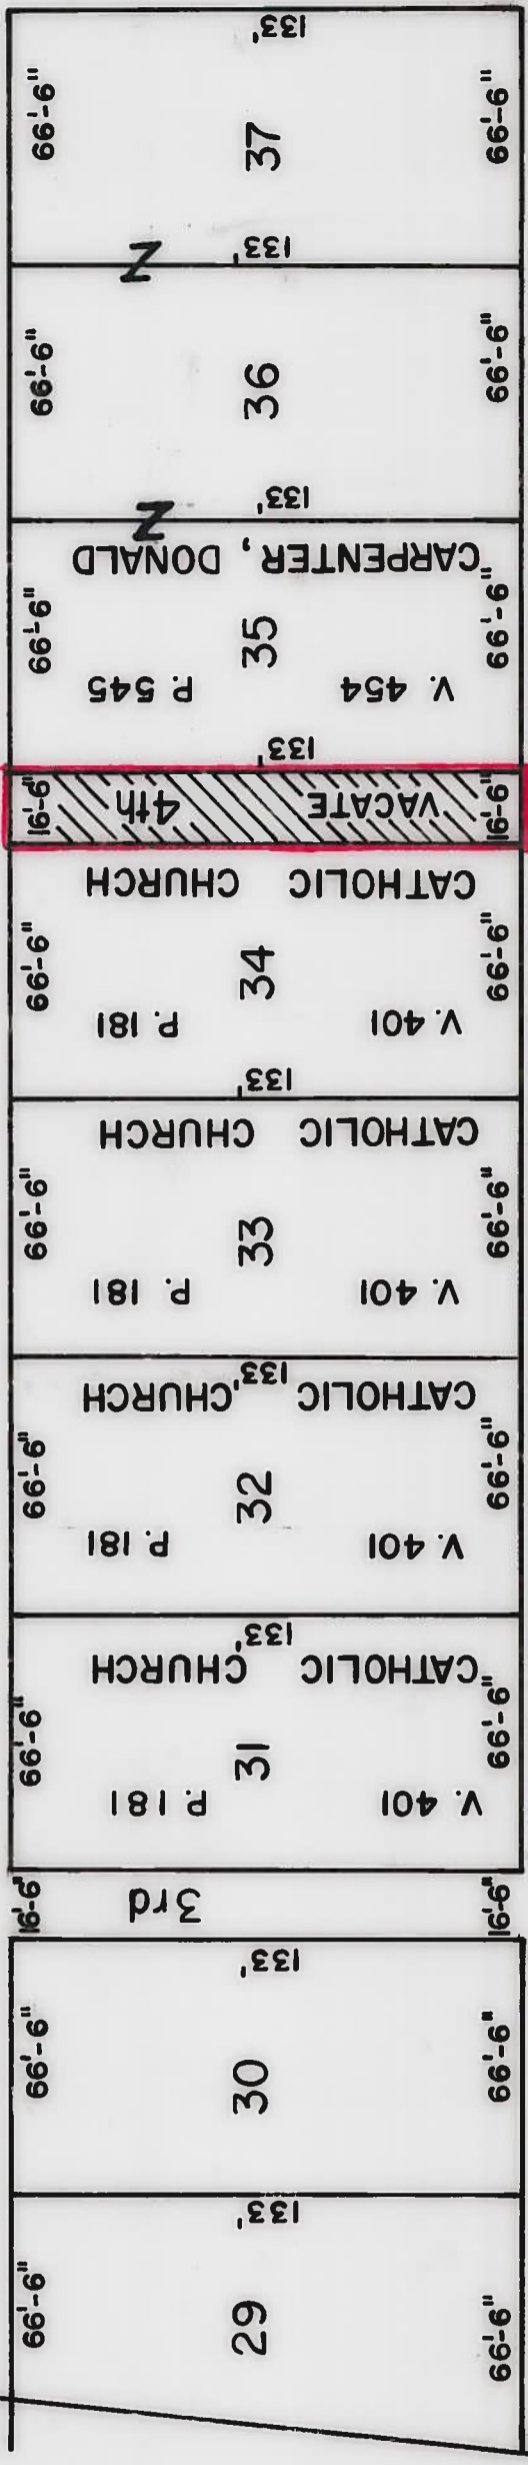 133'
66'-6" 37 66'-6"
133'
Z
66'-6" 36 66'-6"
133'
Z
CARPENTER, DONALD
66'-6" 35 66'-6"
V. 454 P. 545
133'
16'-6" VACATE 4th 16'-6"
CATHOLIC CHURCH
66'-6" 34 66'-6"
V. 401 P. 181
133'
CATHOLIC CHURCH
66'-6" 33 66'-6"
V. 401 P. 181
133'
CATHOLIC CHURCH
66'-6" 32 66'-6"
V. 401 P. 181
133'
CATHOLIC CHURCH
66'-6" 31 66'-6"
V. 401 P. 181
16'-6" 3rd 16'-6"
133'
66'-6" 30 66'-6"
133'
66'-6" 29 66'-6"